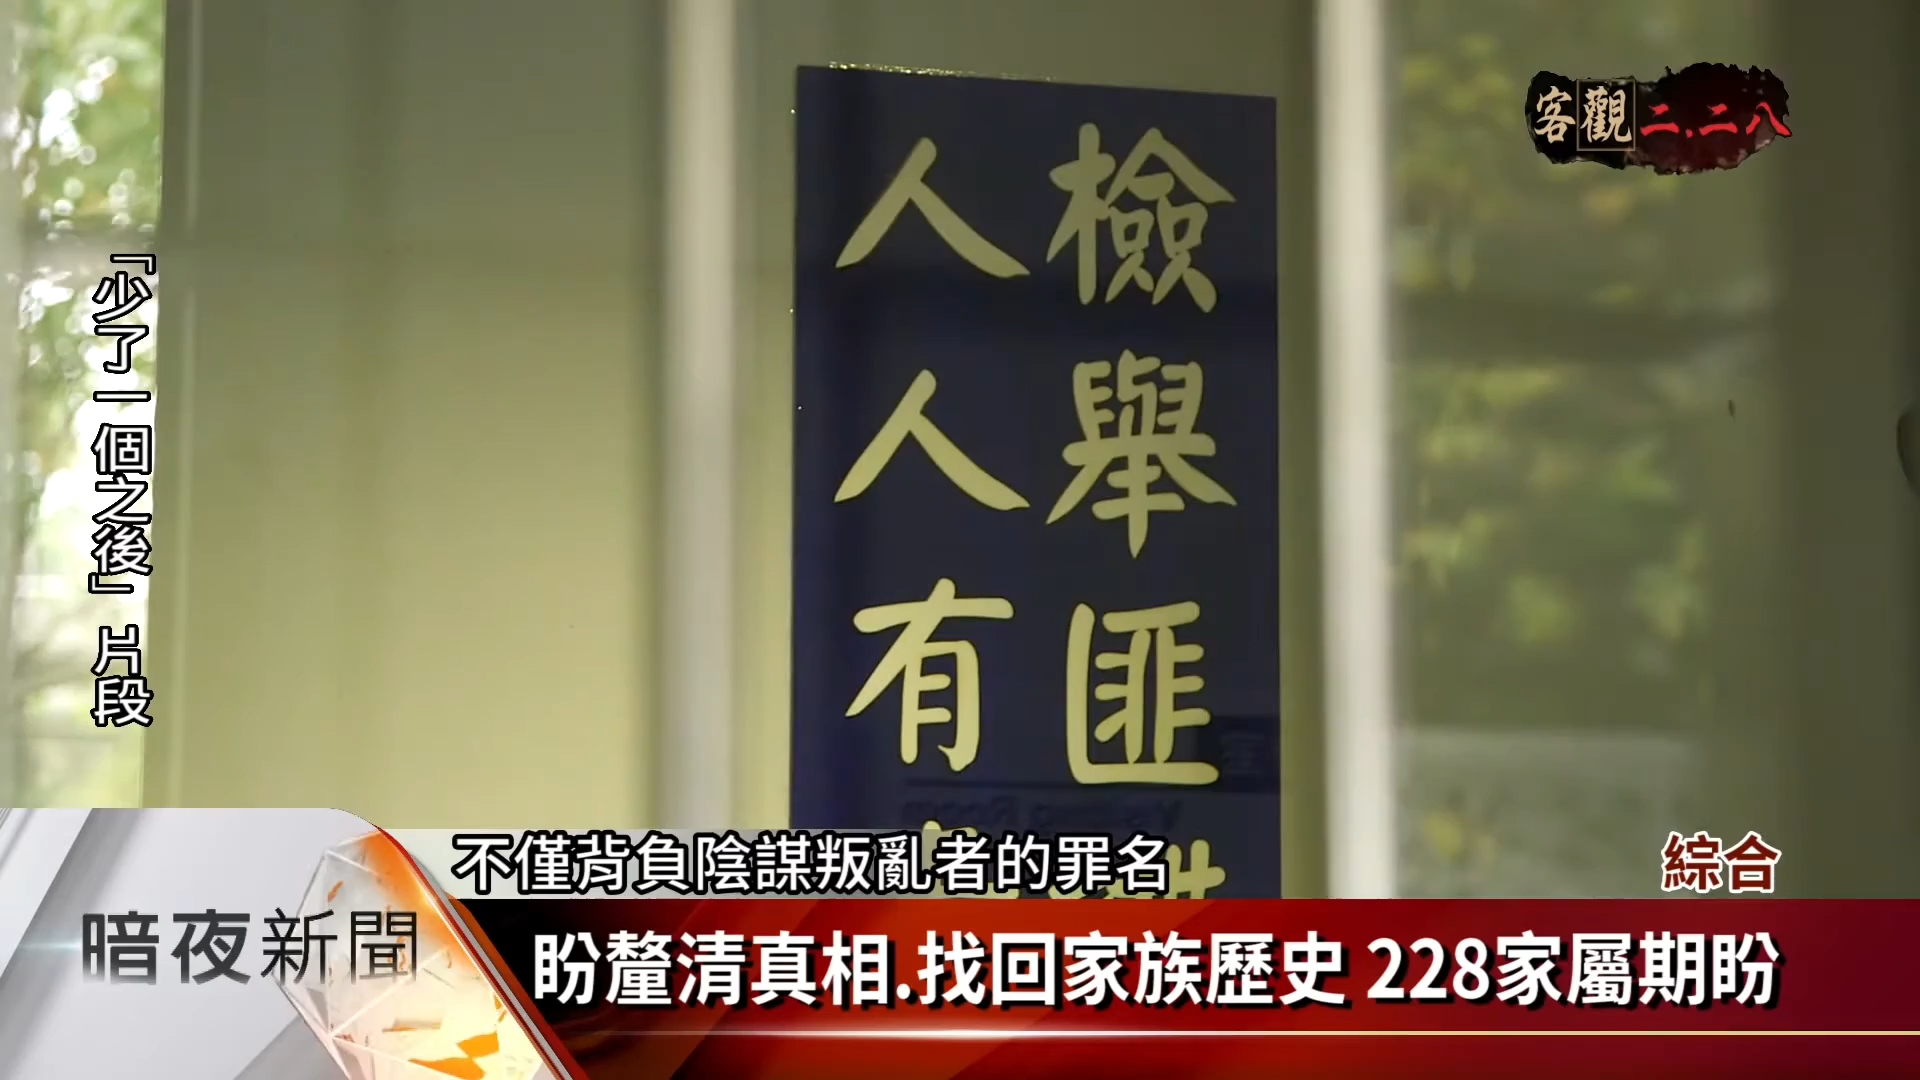 客觀二.二八
檢舉匪
人人有
「少了一個之後」片段
不僅背負陰謀叛亂者的罪名
綜合
暗夜新聞
盼釐清真相.找回家族歷史 228家屬期盼